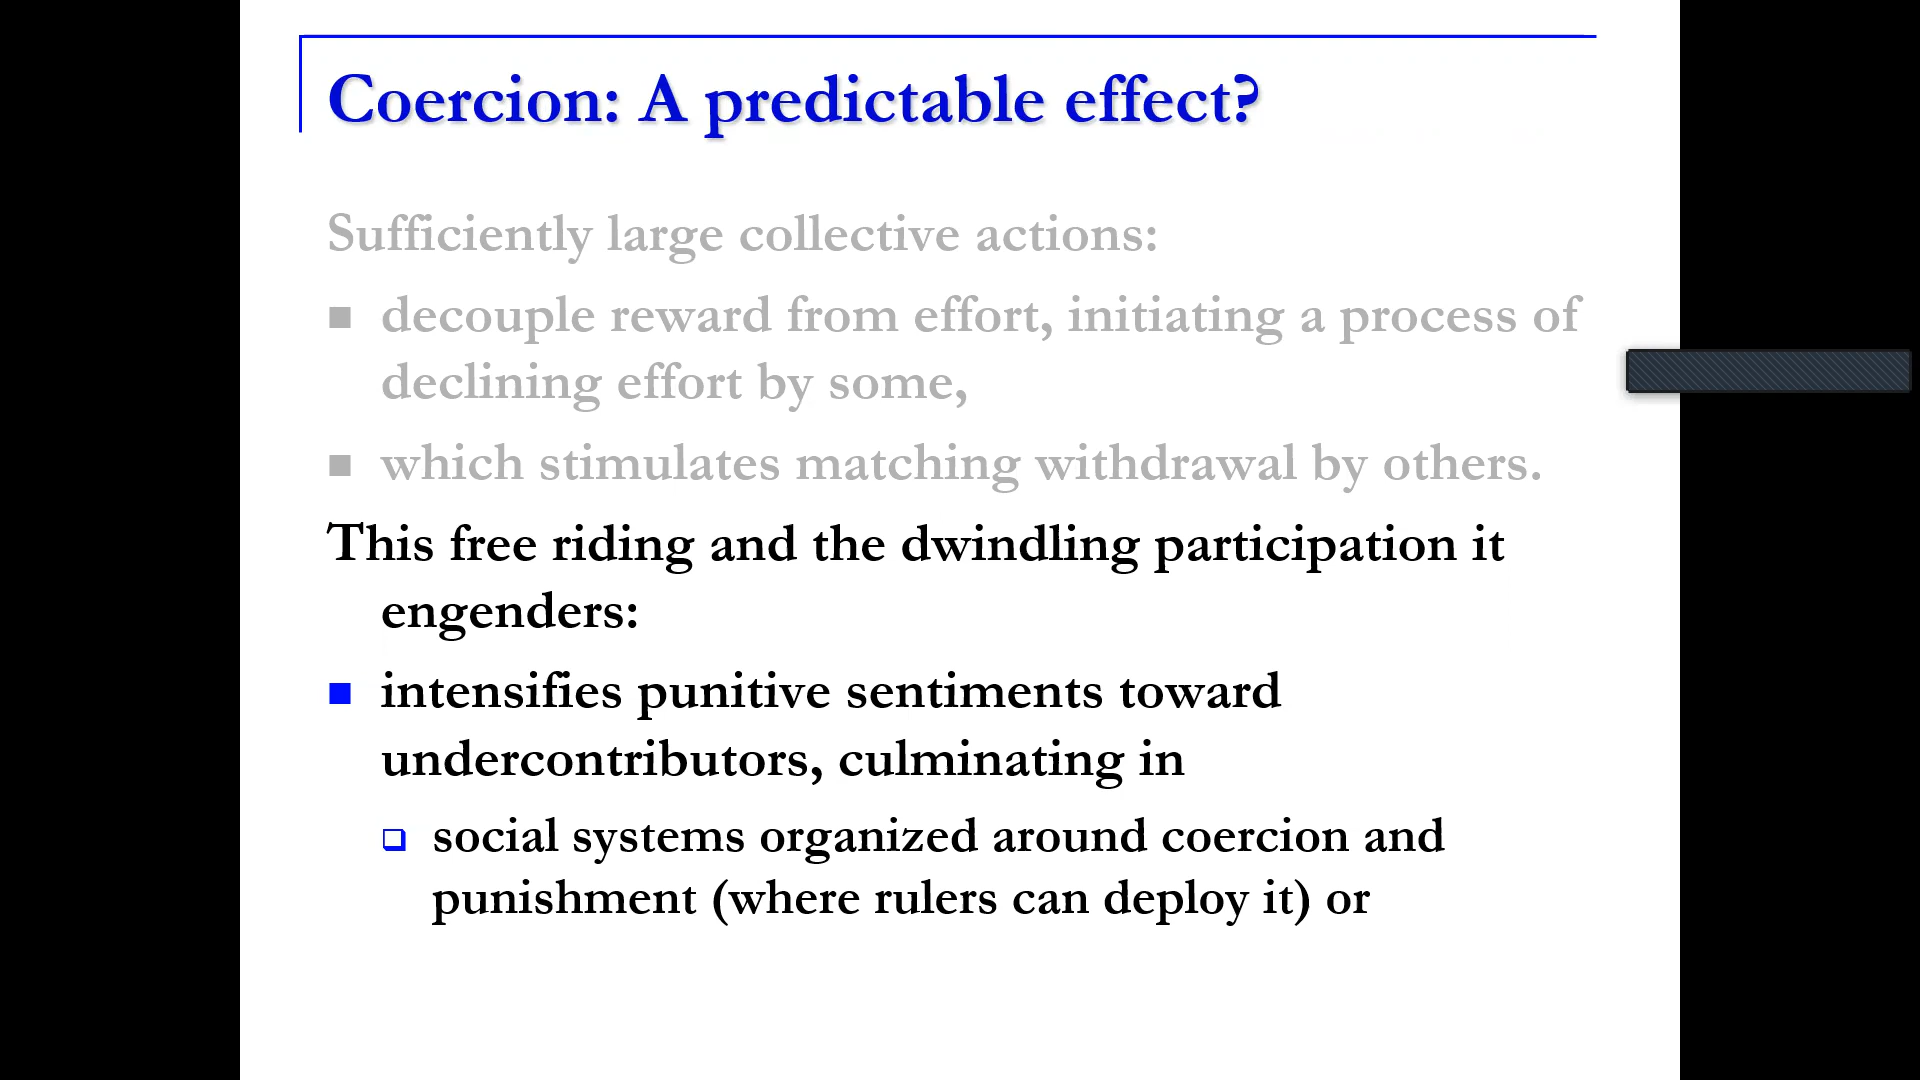 Coercion: A predictable effect?
Sufficiently large collective actions:
decouple reward from effort, initiating a process of
declining effort by some,
which stimulates matching withdrawal by others.
This free riding and the dwindling participation it
engenders:
intensifies punitive sentiments toward
undercontributors, culminating in
social systems organized around coercion and
punishment (where rulers can deploy it) or